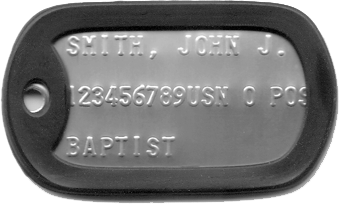 SMITH, JOHN J.
123456789USN O POS
BAPTIST